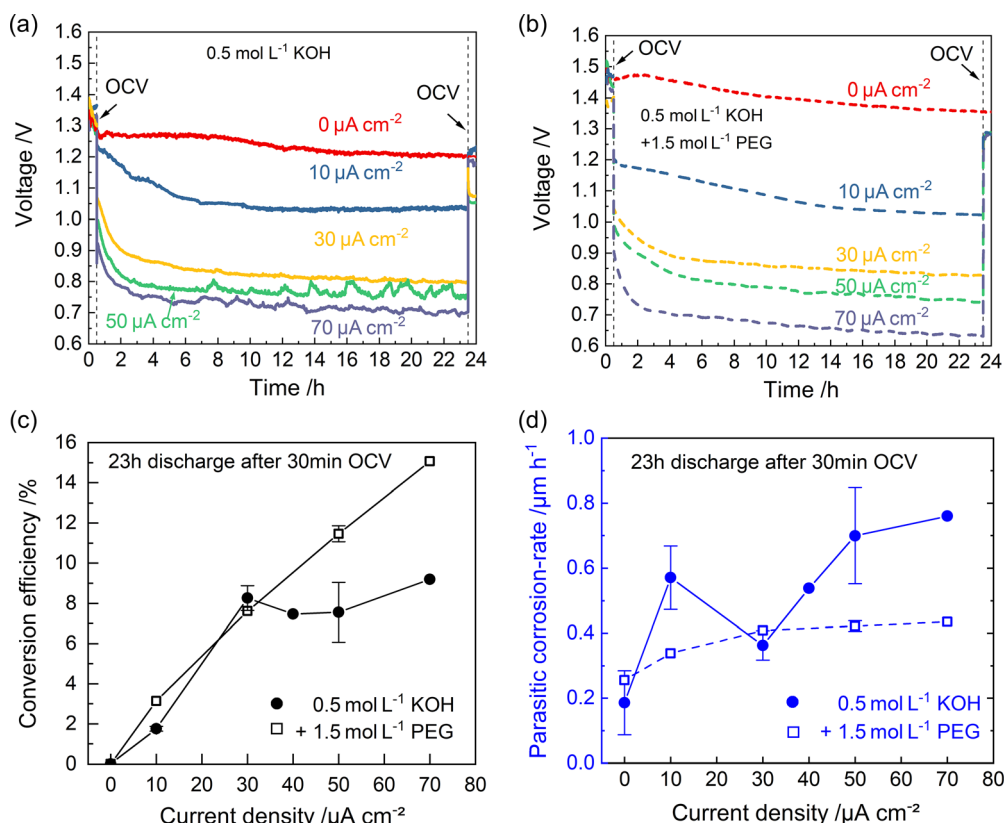 (a)
0.5 mol L⁻¹ KOH
OCV
OCV
0 µA cm⁻²
10 µA cm⁻²
30 µA cm⁻²
50 µA cm⁻²
70 µA cm⁻²
Voltage /V
1.5
1.4
1.3
1.2
1.1
1.0
0.9
0.8
0.7
0.6
0 2 4 6 8 10 12 14 16 18 20 22 24
Time /h
(b)
OCV
OCV
0 µA cm⁻²
0.5 mol L⁻¹ KOH
+1.5 mol L⁻¹ PEG
10 µA cm⁻²
30 µA cm⁻²
50 µA cm⁻²
70 µA cm⁻²
Voltage /V
1.6
1.5
1.4
1.3
1.2
1.1
1.0
0.9
0.8
0.7
0.6
0 2 4 6 8 10 12 14 16 18 20 22 24
Time /h
(c)
23h discharge after 30min OCV
Conversion efficiency /%
16
14
12
10
8
6
4
2
0
0.5 mol L⁻¹ KOH
+ 1.5 mol L⁻¹ PEG
0 10 20 30 40 50 60 70 80
Current density /µA cm⁻²
(d)
23h discharge after 30min OCV
Parasitic corrosion-rate /µm h⁻¹
1.0
0.8
0.6
0.4
0.2
0.0
0.5 mol L⁻¹ KOH
+ 1.5 mol L⁻¹ PEG
0 10 20 30 40 50 60 70 80
Current density /µA cm⁻²